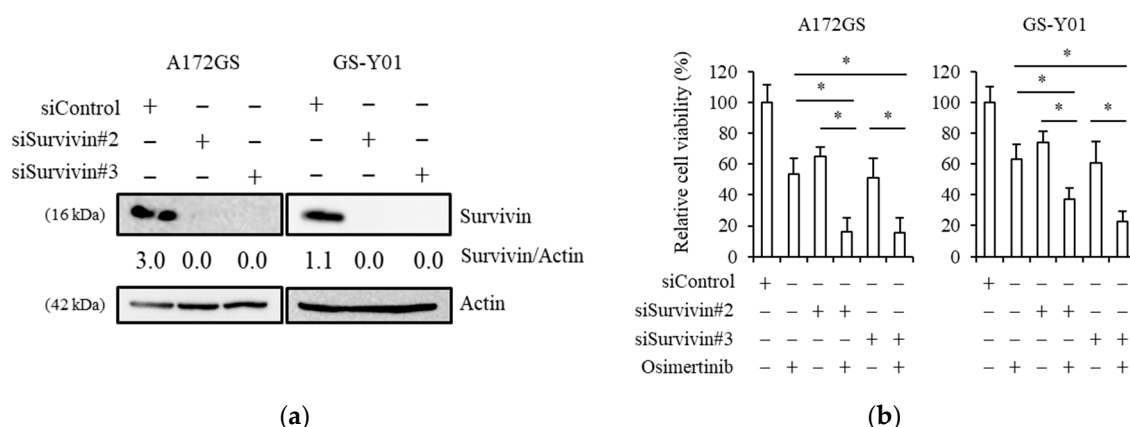 A172GS GS-Y01
siControl + – – + – –
siSurvivin#2 – + – – + –
siSurvivin#3 – – + – – +
(16 kDa) Survivin
3.0 0.0 0.0 1.1 0.0 0.0 Survivin/Actin
(42 kDa) Actin
(a)
A172GS GS-Y01
Relative cell viability (%)
120 120
100 100
80 80
60 60
40 40
20 20
0 0
* * * * * * * *
siControl + – – – – – + – – – – –
siSurvivin#2 – – + + – – – – + + – –
siSurvivin#3 – – – – + + – – – – + +
Osimertinib – + – + – + – + – + – +
(b)